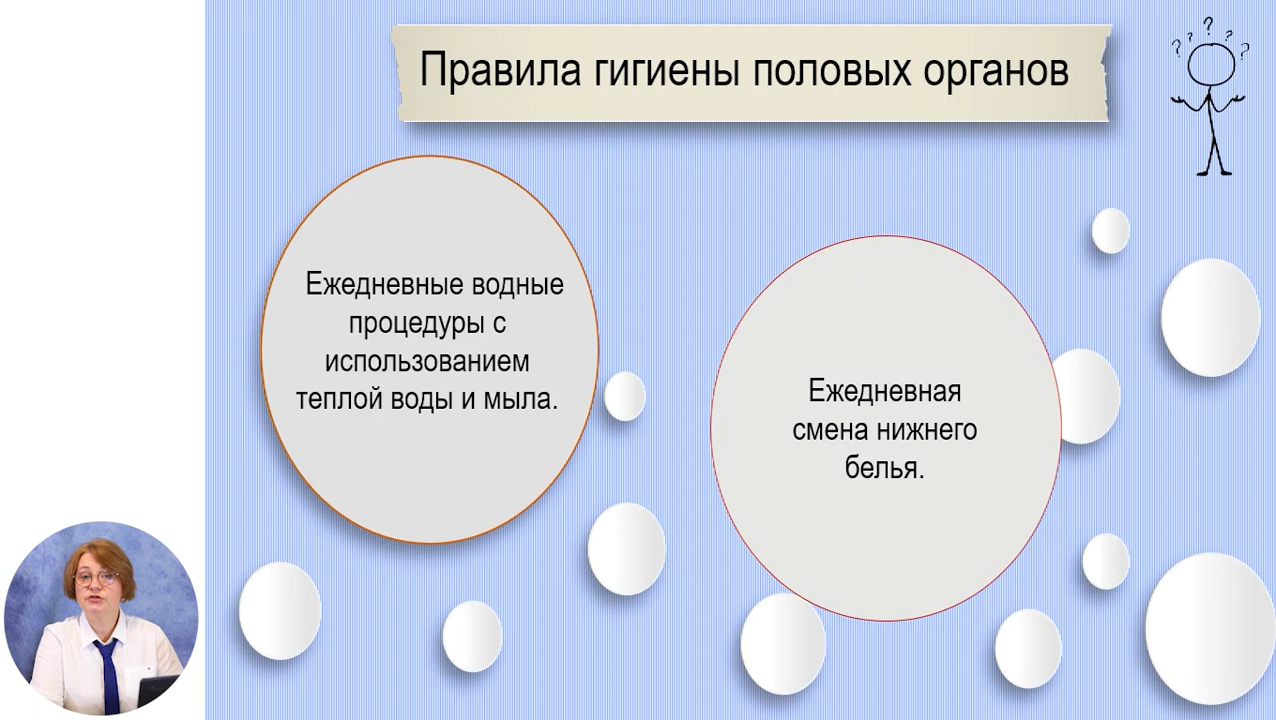 Правила гигиены половых органов
Ежедневные водные
процедуры с
использованием
теплой воды и мыла.
Ежедневная
смена нижнего
белья.
? ? ? ? ?